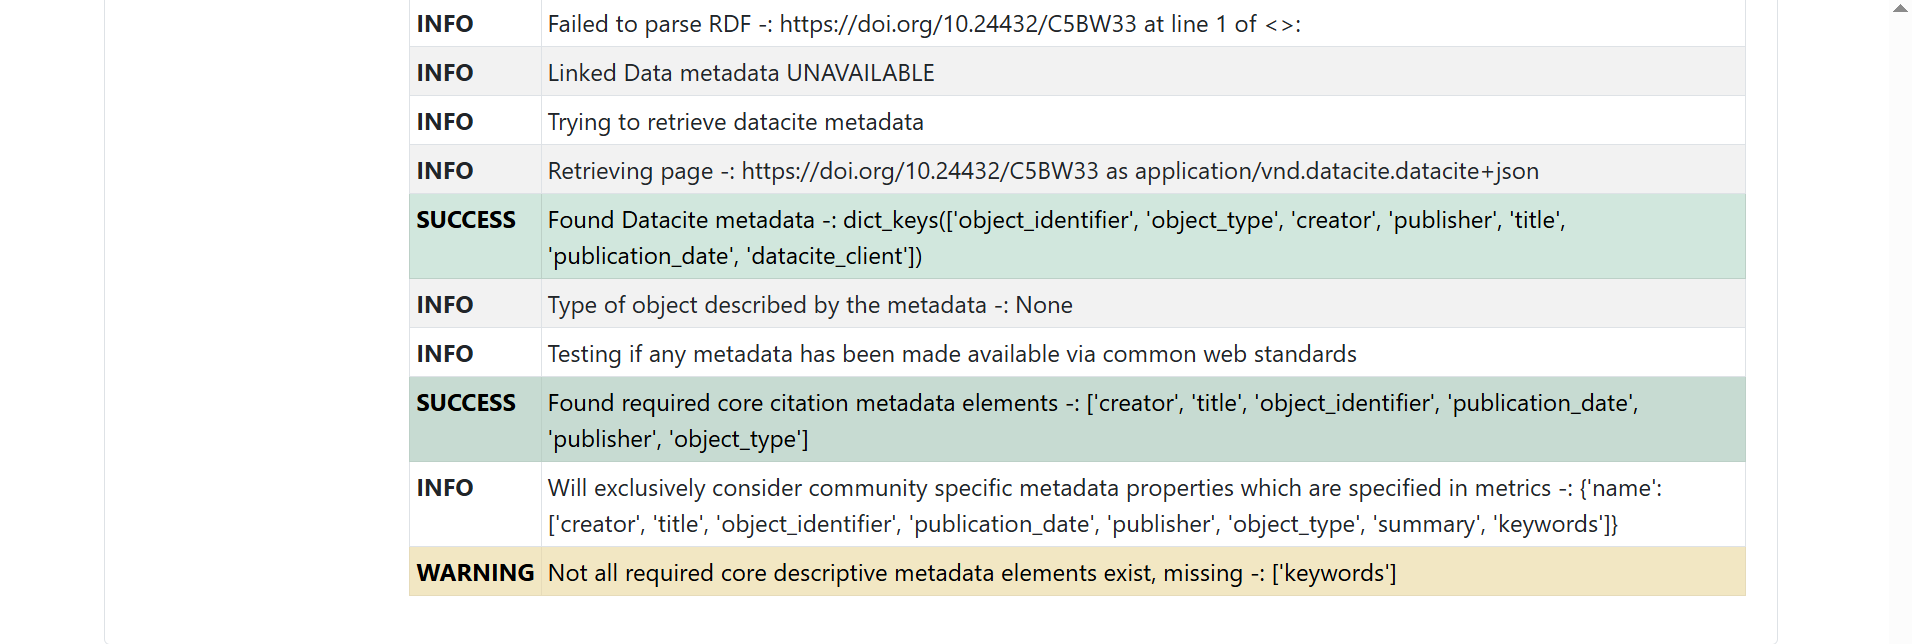 INFO Failed to parse RDF -: https://doi.org/10.24432/C5BW33 at line 1 of <>:
INFO Linked Data metadata UNAVAILABLE
INFO Trying to retrieve datacite metadata
INFO Retrieving page -: https://doi.org/10.24432/C5BW33 as application/vnd.datacite.datacite+json
SUCCESS Found Datacite metadata -: dict_keys(['object_identifier', 'object_type', 'creator', 'publisher', 'title',
'publication_date', 'datacite_client'])
INFO Type of object described by the metadata -: None
INFO Testing if any metadata has been made available via common web standards
SUCCESS Found required core citation metadata elements -: ['creator', 'title', 'object_identifier', 'publication_date',
'publisher', 'object_type']
INFO Will exclusively consider community specific metadata properties which are specified in metrics -: {'name':
['creator', 'title', 'object_identifier', 'publication_date', 'publisher', 'object_type', 'summary', 'keywords']}
WARNING Not all required core descriptive metadata elements exist, missing -: ['keywords']